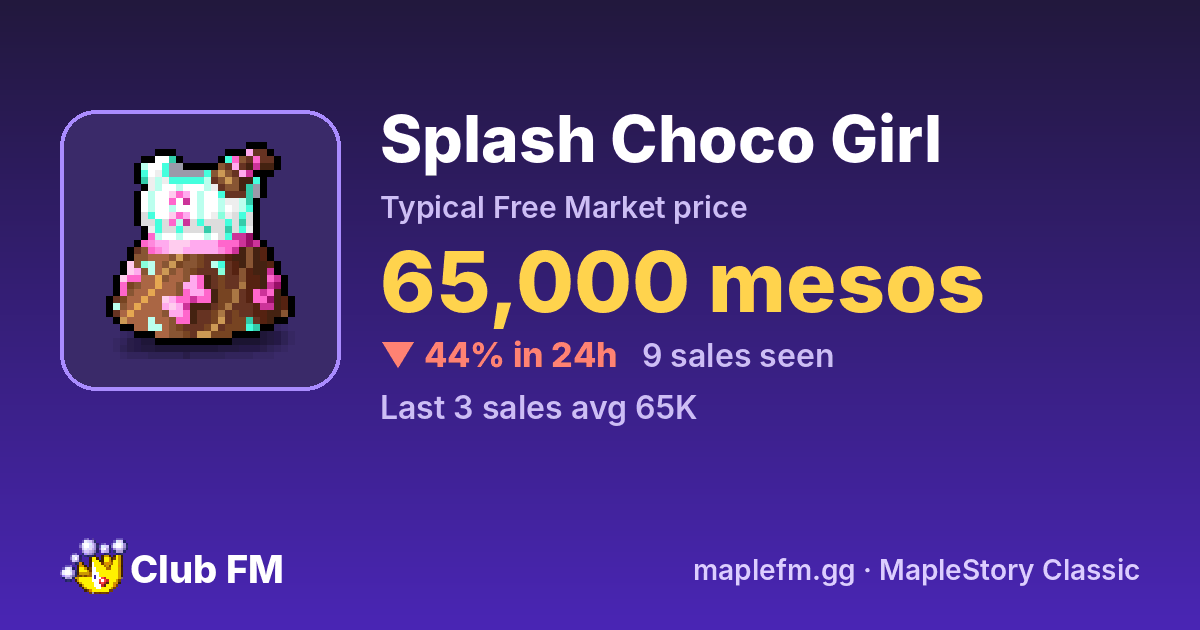 Splash Choco Girl
Typical Free Market price
65,000 mesos
▼ 44% in 24h 9 sales seen
Last 3 sales avg 65K
Club FM
maplefm.gg · MapleStory Classic